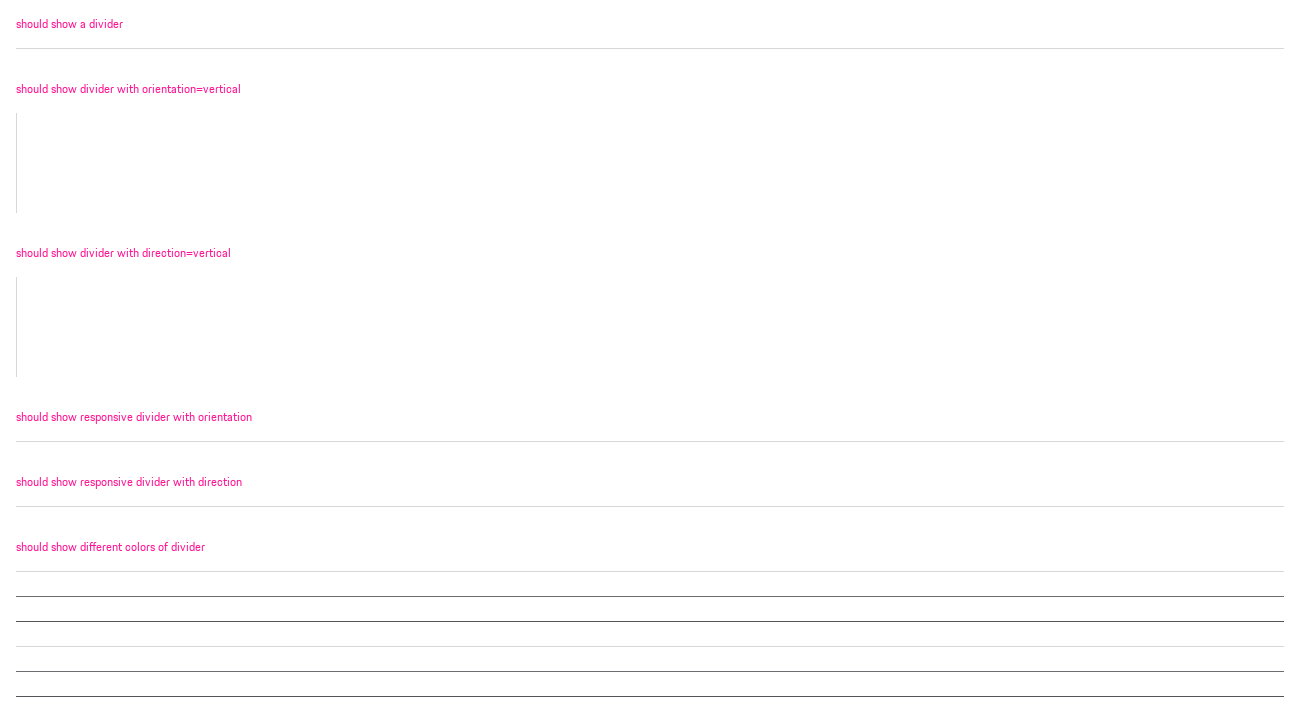 should show a divider
should show divider with orientation=vertical
should show divider with direction=vertical
should show responsive divider with orientation
should show responsive divider with direction
should show different colors of divider